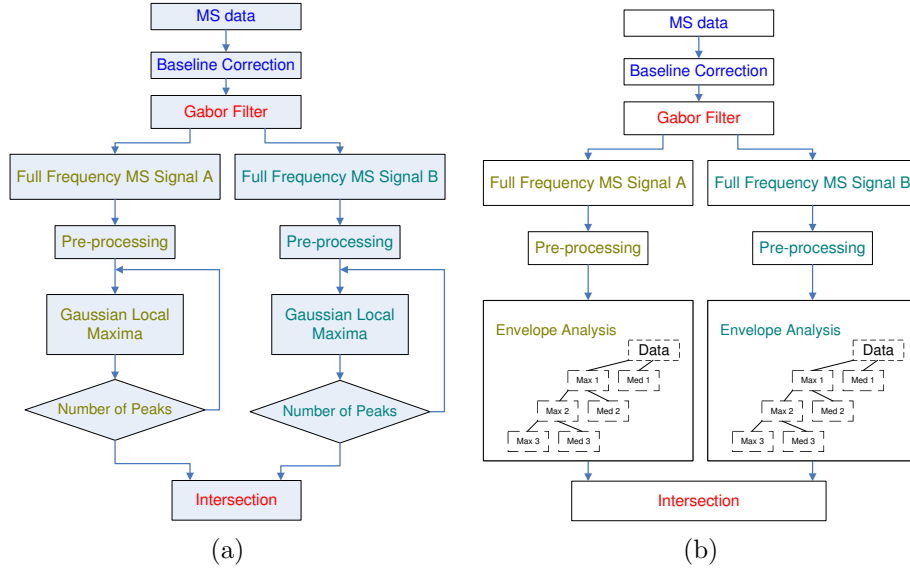 MS data
Baseline Correction
Gabor Filter
Full Frequency MS Signal A
Full Frequency MS Signal B
Pre-processing
Pre-processing
Gaussian Local
Maxima
Gaussian Local
Maxima
Number of Peaks
Number of Peaks
Intersection
(a)
MS data
Baseline Correction
Gabor Filter
Full Frequency MS Signal A
Full Frequency MS Signal B
Pre-processing
Pre-processing
Envelope Analysis
Data
Max 1
Med 1
Max 2
Med 2
Max 3
Med 3
Envelope Analysis
Data
Max 1
Med 1
Max 2
Med 2
Max 3
Med 3
Intersection
(b)